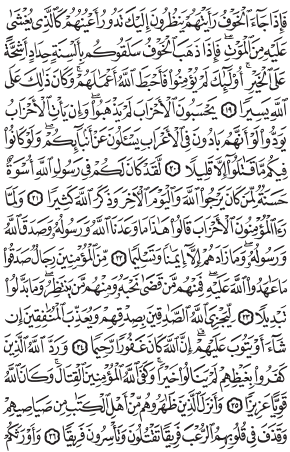 فَإِذَا جَآءَ ٱلْخَوْفُ رَأَيْتَهُمْ يَنظُرُونَ إِلَيْكَ تَدُورُ أَعْيُنُهُمْ كَٱلَّذِى يُغْشَىٰ
عَلَيْهِ مِنَ ٱلْمَوْتِ ۖ فَإِذَا ذَهَبَ ٱلْخَوْفُ سَلَقُوكُم بِأَلْسِنَةٍ حِدَادٍ أَشِحَّةً
عَلَى ٱلْخَيْرِ ۚ أُو۟لَٰٓئِكَ لَمْ يُؤْمِنُوا۟ فَأَحْبَطَ ٱللَّهُ أَعْمَٰلَهُمْ ۚ وَكَانَ ذَٰلِكَ عَلَى
ٱللَّهِ يَسِيرًا ١٩ يَحْسَبُونَ ٱلْأَحْزَابَ لَمْ يَذْهَبُوا۟ ۖ وَإِن يَأْتِ ٱلْأَحْزَابُ
يَوَدُّوا۟ لَوْ أَنَّهُم بَادُونَ فِى ٱلْأَعْرَابِ يَسْـَٔلُونَ عَنْ أَنۢبَآئِكُمْ ۖ وَلَوْ كَانُوا۟
فِيكُم مَّا قَٰتَلُوٓا۟ إِلَّا قَلِيلًا ٢٠ لَّقَدْ كَانَ لَكُمْ فِى رَسُولِ ٱللَّهِ أُسْوَةٌ
حَسَنَةٌ لِّمَن كَانَ يَرْجُوا۟ ٱللَّهَ وَٱلْيَوْمَ ٱلْـَٔاخِرَ وَذَكَرَ ٱللَّهَ كَثِيرًا ٢١ وَلَمَّا
رَءَا ٱلْمُؤْمِنُونَ ٱلْأَحْزَابَ قَالُوا۟ هَٰذَا مَا وَعَدَنَا ٱللَّهُ وَرَسُولُهُۥ وَصَدَقَ ٱللَّهُ
وَرَسُولُهُۥ ۚ وَمَا زَادَهُمْ إِلَّآ إِيمَٰنًا وَتَسْلِيمًا ٢٢ مِّنَ ٱلْمُؤْمِنِينَ رِجَالٌ صَدَقُوا۟
مَا عَٰهَدُوا۟ ٱللَّهَ عَلَيْهِ ۖ فَمِنْهُم مَّن قَضَىٰ نَحْبَهُۥ وَمِنْهُم مَّن يَنتَظِرُ ۖ وَمَا بَدَّلُوا۟
تَبْدِيلًا ٢٣ لِّيَجْزِىَ ٱللَّهُ ٱلصَّٰدِقِينَ بِصِدْقِهِمْ وَيُعَذِّبَ ٱلْمُنَٰفِقِينَ إِن
شَآءَ أَوْ يَتُوبَ عَلَيْهِمْ ۚ إِنَّ ٱللَّهَ كَانَ غَفُورًا رَّحِيمًا ٢٤ وَرَدَّ ٱللَّهُ ٱلَّذِينَ
كَفَرُوا۟ بِغَيْظِهِمْ لَمْ يَنَالُوا۟ خَيْرًا ۚ وَكَفَى ٱللَّهُ ٱلْمُؤْمِنِينَ ٱلْقِتَالَ ۚ وَكَانَ ٱللَّهُ
قَوِيًّا عَزِيزًا ٢٥ وَأَنزَلَ ٱلَّذِينَ ظَٰهَرُوهُم مِّنْ أَهْلِ ٱلْكِتَٰبِ مِن صَيَاصِيهِمْ
وَقَذَفَ فِى قُلُوبِهِمُ ٱلرُّعْبَ فَرِيقًا تَقْتُلُونَ وَتَأْسِرُونَ فَرِيقًا ٢٦ وَأَوْرَثَكُمْ